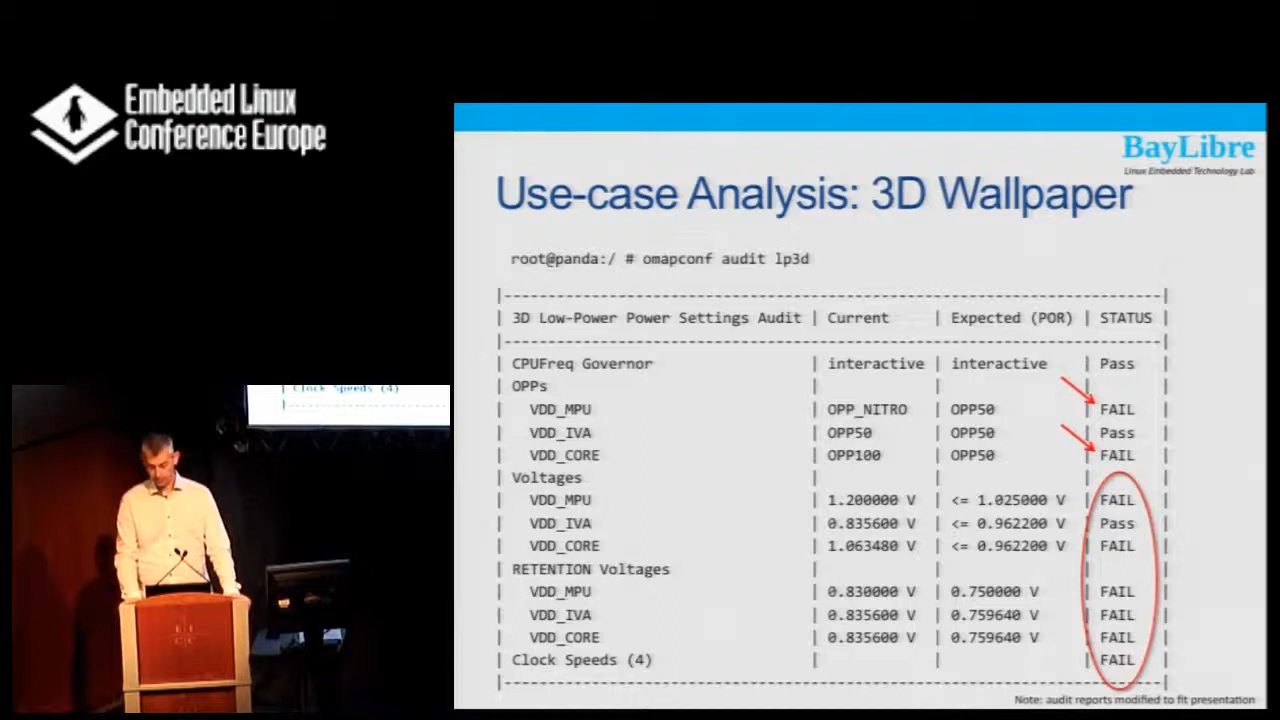 Embedded Linux
Conference Europe
BayLibre
Linux Embedded Technology Lab
Use-case Analysis: 3D Wallpaper
root@panda:/ # omapconf audit lp3d
|---------------------------------------------------------------------------|
| 3D Low-Power Power Settings Audit | Current | Expected (POR) | STATUS |
|---------------------------------------------------------------------------|
| CPUFreq Governor | interactive | interactive | Pass |
| OPPs | | | |
| VDD_MPU | OPP_NITRO | OPP50 | FAIL |
| VDD_IVA | OPP50 | OPP50 | Pass |
| VDD_CORE | OPP100 | OPP50 | FAIL |
| Voltages | | | |
| VDD_MPU | 1.200000 V | <= 1.025000 V | FAIL |
| VDD_IVA | 0.835600 V | <= 0.962200 V | Pass |
| VDD_CORE | 1.063480 V | <= 0.962200 V | FAIL |
| RETENTION Voltages | | | |
| VDD_MPU | 0.830000 V | 0.750000 V | FAIL |
| VDD_IVA | 0.835600 V | 0.759640 V | FAIL |
| VDD_CORE | 0.835600 V | 0.759640 V | FAIL |
| Clock Speeds (4) | | | FAIL |
|---------------------------------------------------------------------------|
Note: audit reports modified to fit presentation
| Clock Speeds (4)